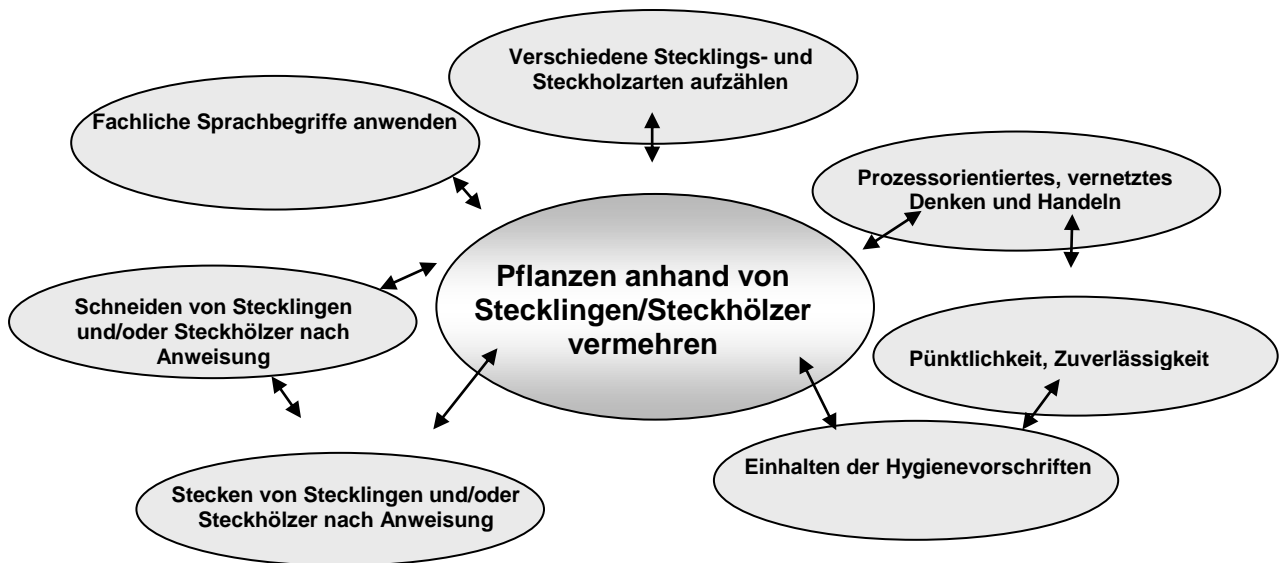 Verschiedene Stecklings- und
Steckholzarten aufzählen
Fachliche Sprachbegriffe anwenden
Prozessorientiertes, vernetztes
Denken und Handeln
Pflanzen anhand von
Stecklingen/Steckhölzer
vermehren
Schneiden von Stecklingen
und/oder Steckhölzer nach
Anweisung
Pünktlichkeit, Zuverlässigkeit
Einhalten der Hygienevorschriften
Stecken von Stecklingen und/oder
Steckhölzer nach Anweisung